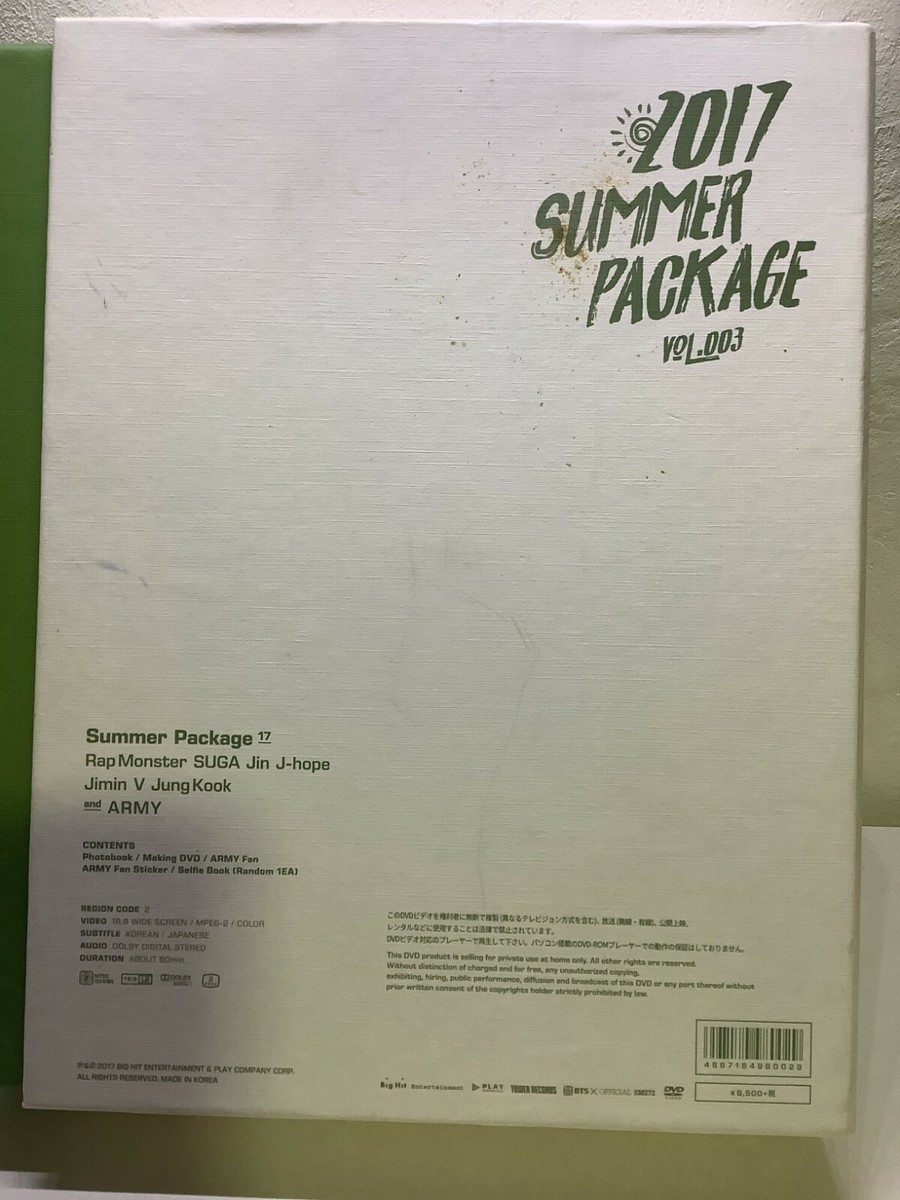 2017
SUMMER
PACKAGE
VOL.003
Summer Package 17
Rap Monster SUGA Jin J-hope
Jimin V Jung Kook
and ARMY
CONTENTS
Photobook / Making DVD / ARMY Fan
ARMY Fan Sticker / Selfie Book (Random 1EA)
REGION CODE 2
VIDEO 16:9 WIDE SCREEN / MPEG-2 / COLOR
SUBTITLE KOREAN / JAPANESE
AUDIO DOLBY DIGITAL STEREO
DURATION ABOUT 80min.
このDVDビデオを権利者に無断で複製(異なるテレビジョン方式を含む)、放送(無線・有線)、公開上映、
レンタルなどに使用することは法律で禁止されています。
DVDビデオ対応のプレーヤーで再生して下さい。パソコン搭載のDVD-ROMプレーヤーでの動作の保証はしておりません。
This DVD product is selling for private use at home only. All other rights are reserved.
Without distinction of charged and for free, any unauthorized copying,
exhibiting, hiring, public performance, diffusion and broadcast of this DVD or any part thereof without
prior written consent of the copyrights holder strictly prohibited by law.
℗&© 2017 BIG HIT ENTERTAINMENT & PLAY COMPANY CORP.
ALL RIGHTS RESERVED. MADE IN KOREA
Big Hit Entertainment PLAY TOWER RECORDS BTS X OFFICIAL SM272 DVD
¥6,500+税